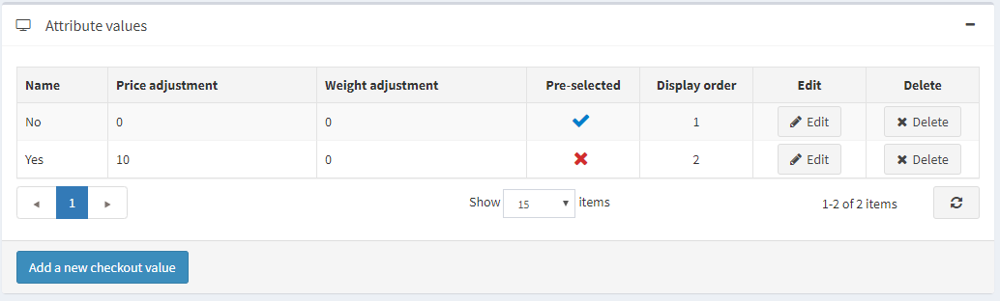 Attribute values
Name Price adjustment Weight adjustment Pre-selected Display order Edit Delete
No 0 0 1 Edit Delete
Yes 10 0 2 Edit Delete
1 Show 15 items 1-2 of 2 items
Add a new checkout value